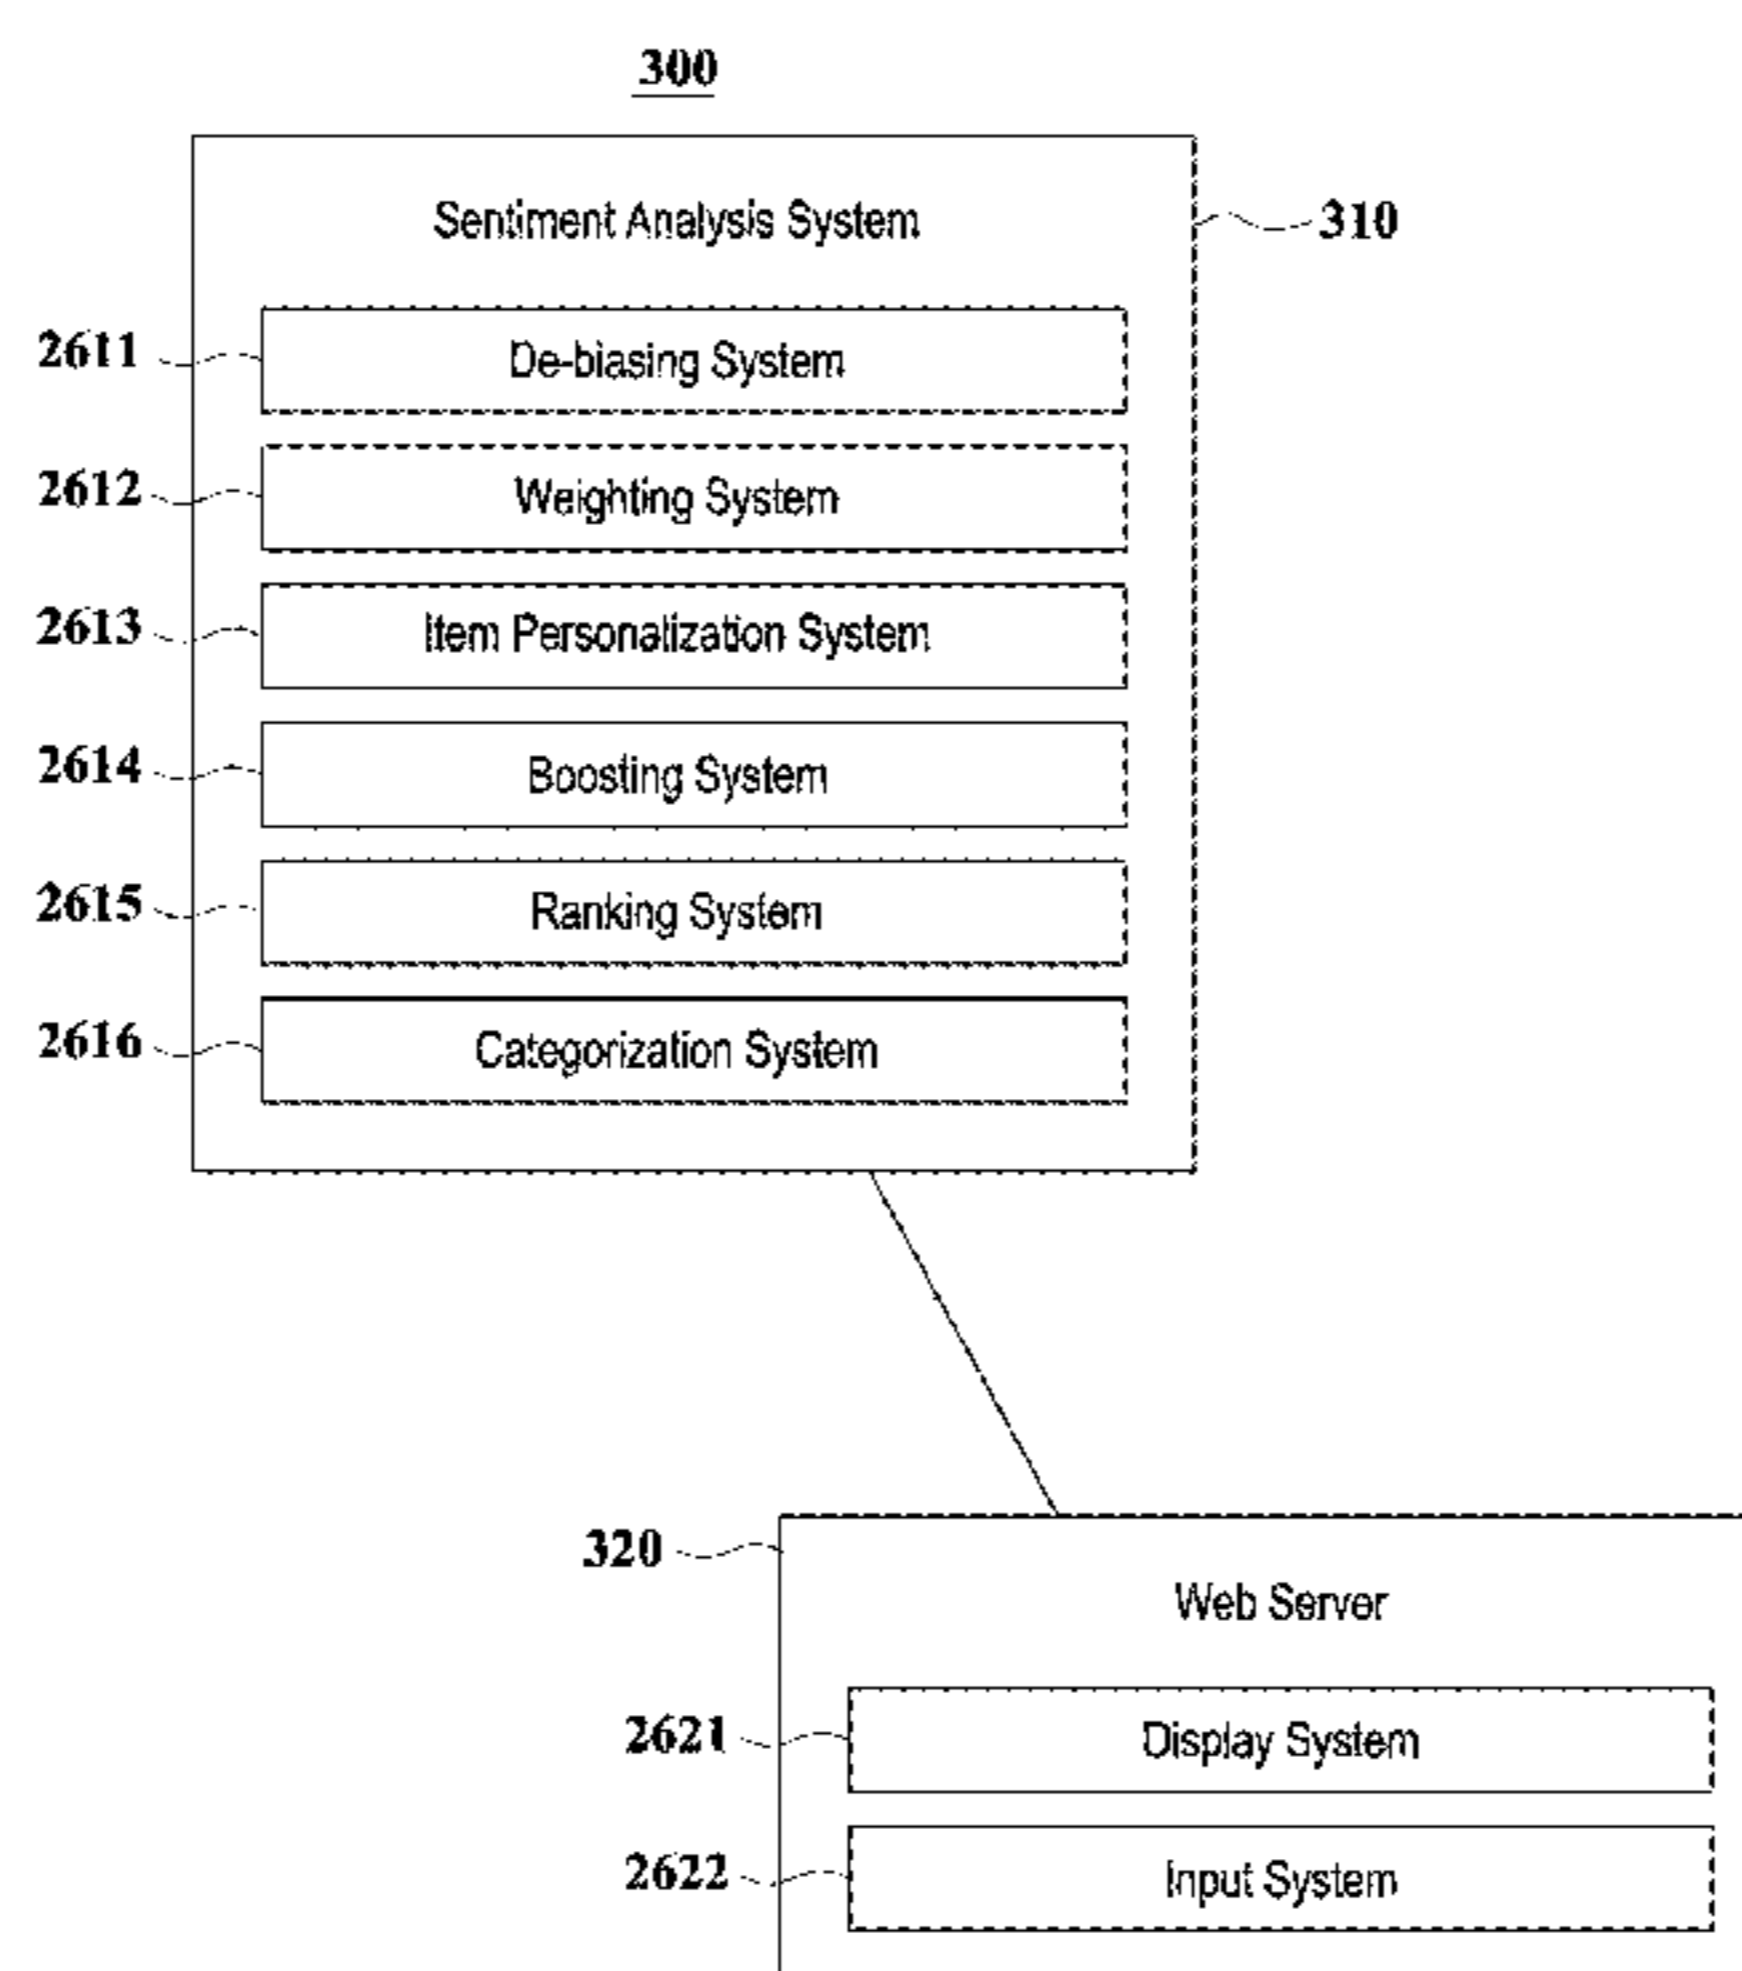 300
Sentiment Analysis System
310
2611
De-biasing System
2612
Weighting System
2613
Item Personalization System
2614
Boosting System
2615
Ranking System
2616
Categorization System
320
Web Server
2621
Display System
2622
Input System